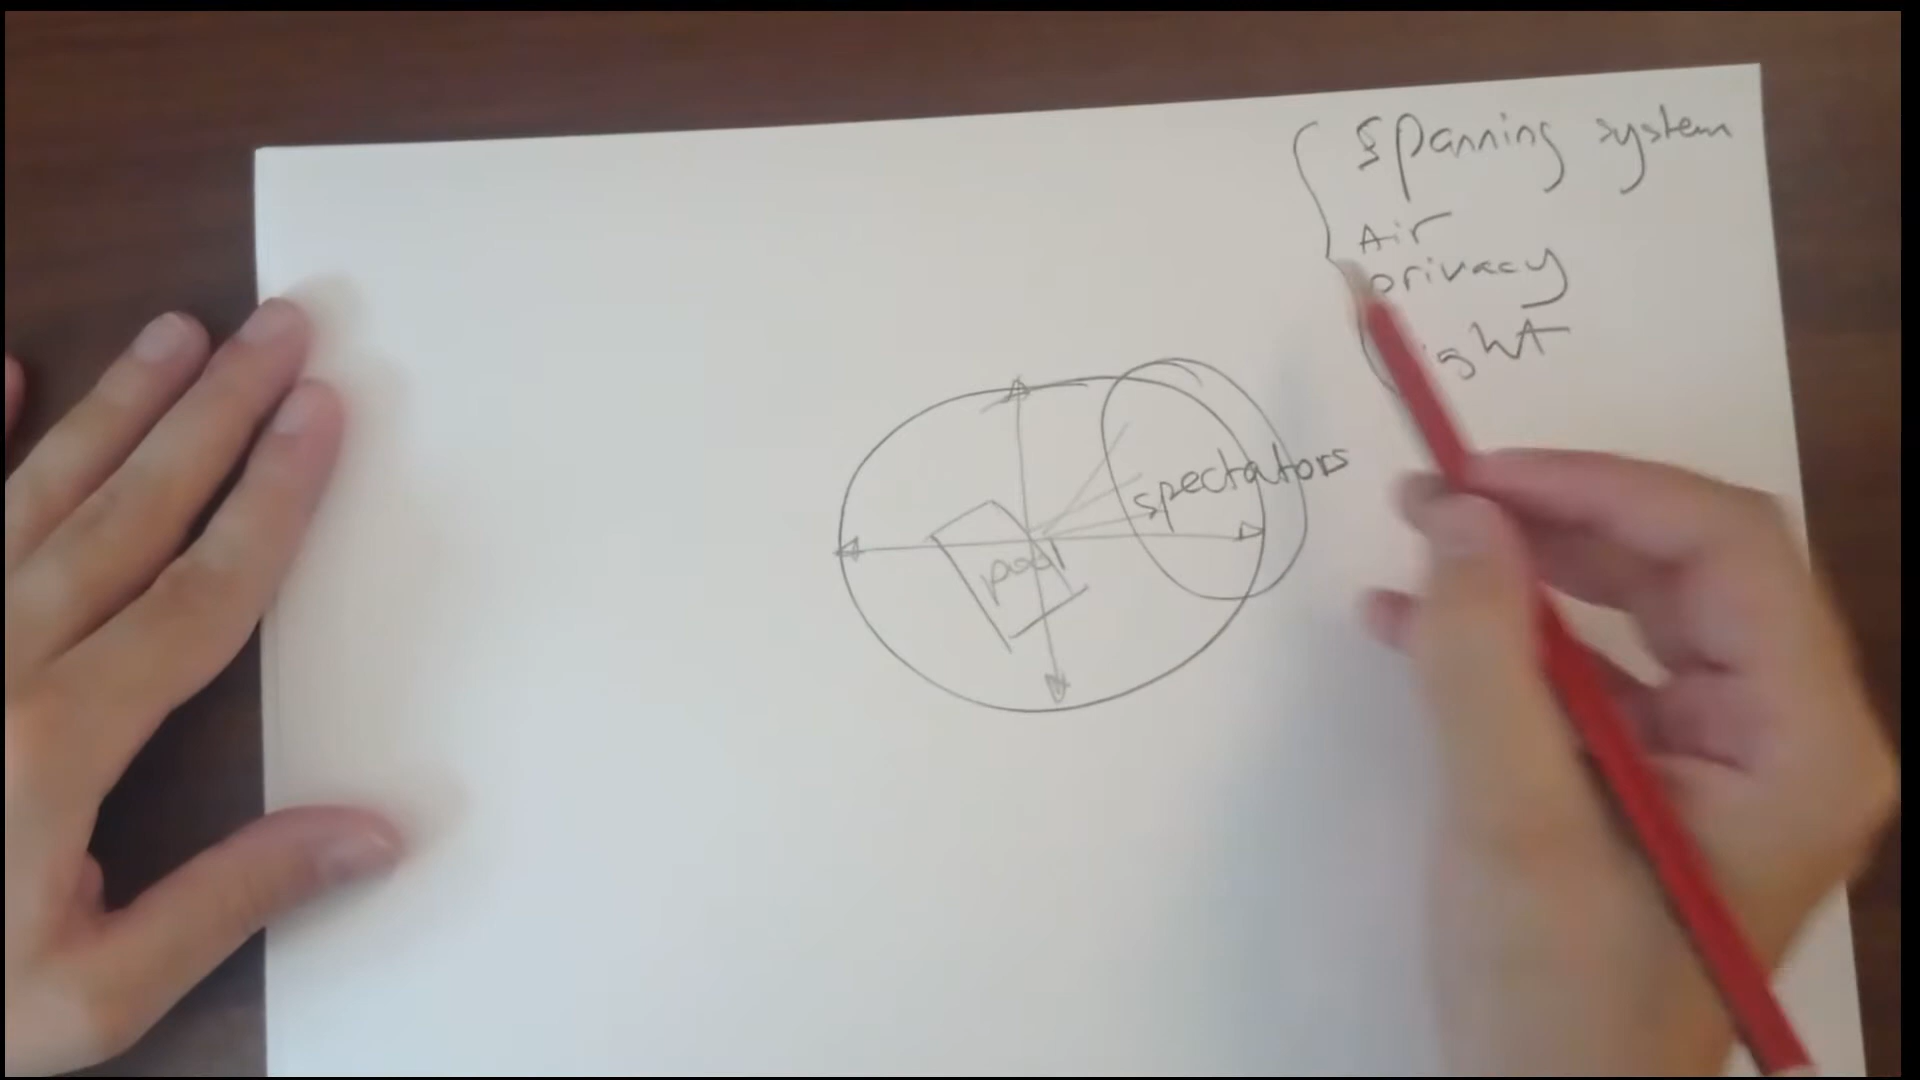 Spanning system
Air
privacy
spectators
pool